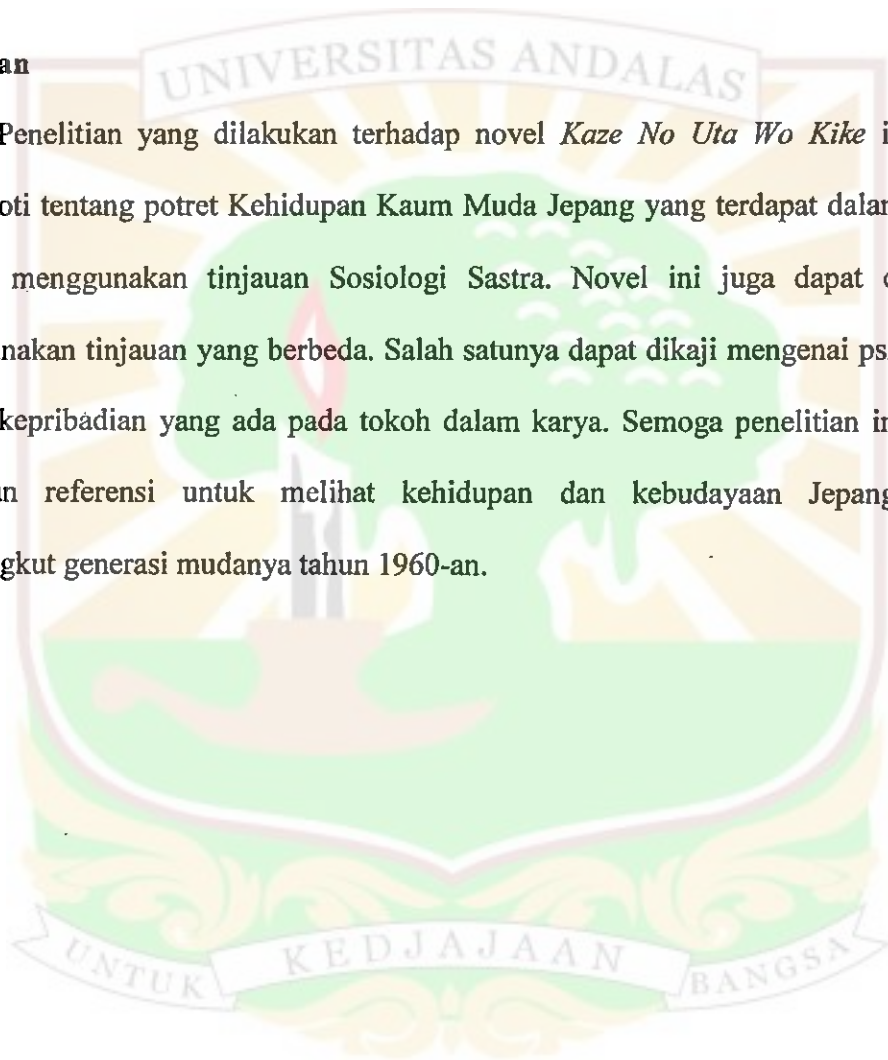 an
UNIVERSITAS ANDALAS
Penelitian yang dilakukan terhadap novel Kaze No Uta Wo Kike i
oti tentang potret Kehidupan Kaum Muda Jepang yang terdapat dalam
menggunakan tinjauan Sosiologi Sastra. Novel ini juga dapat d
nakan tinjauan yang berbeda. Salah satunya dapat dikaji mengenai ps
kepribadian yang ada pada tokoh dalam karya. Semoga penelitian in
n referensi untuk melihat kehidupan dan kebudayaan Jepang
gkut generasi mudanya tahun 1960-an.
UNTUK KEDJAJAAN BANGSA